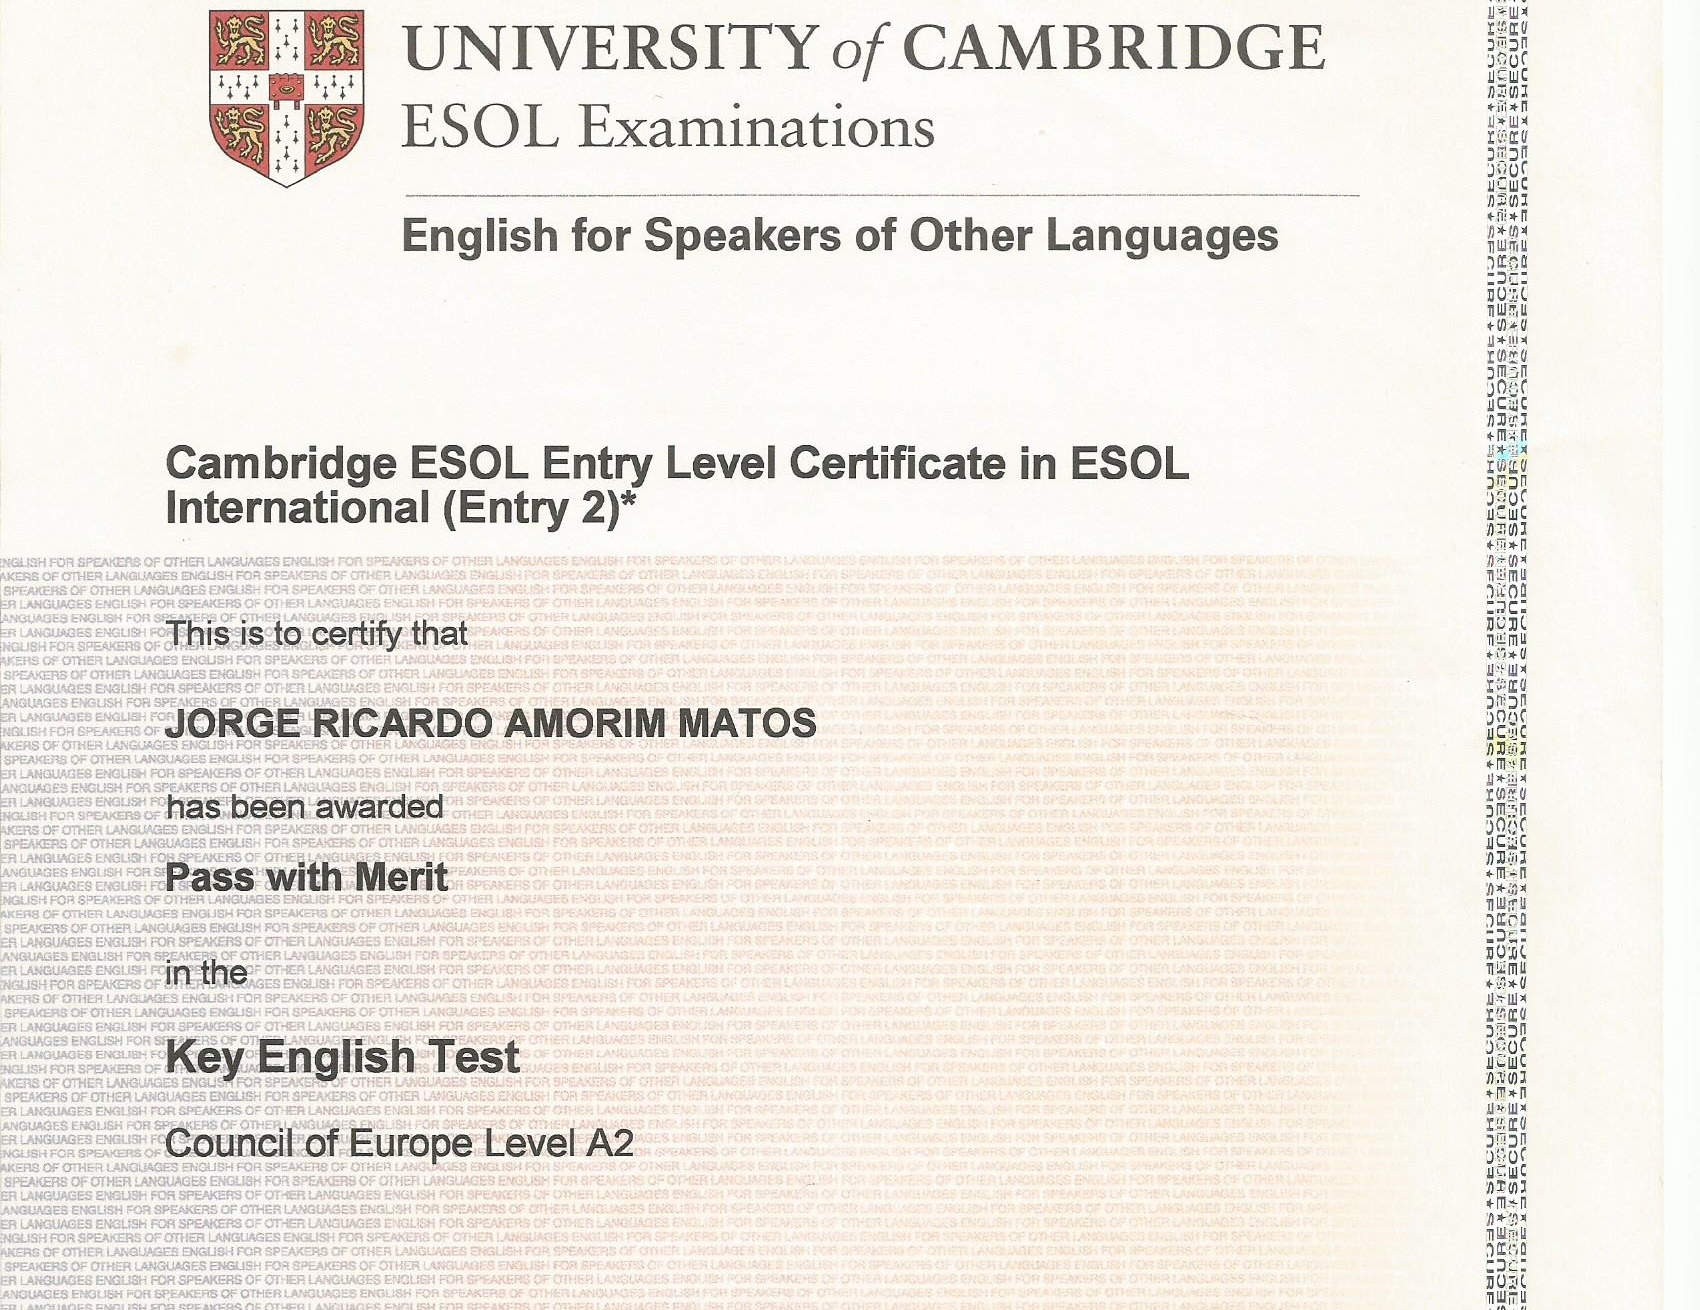 UNIVERSITY of CAMBRIDGE
ESOL Examinations
English for Speakers of Other Languages
Cambridge ESOL Entry Level Certificate in ESOL
International (Entry 2)*
This is to certify that
JORGE RICARDO AMORIM MATOS
has been awarded
Pass with Merit
in the
Key English Test
Council of Europe Level A2